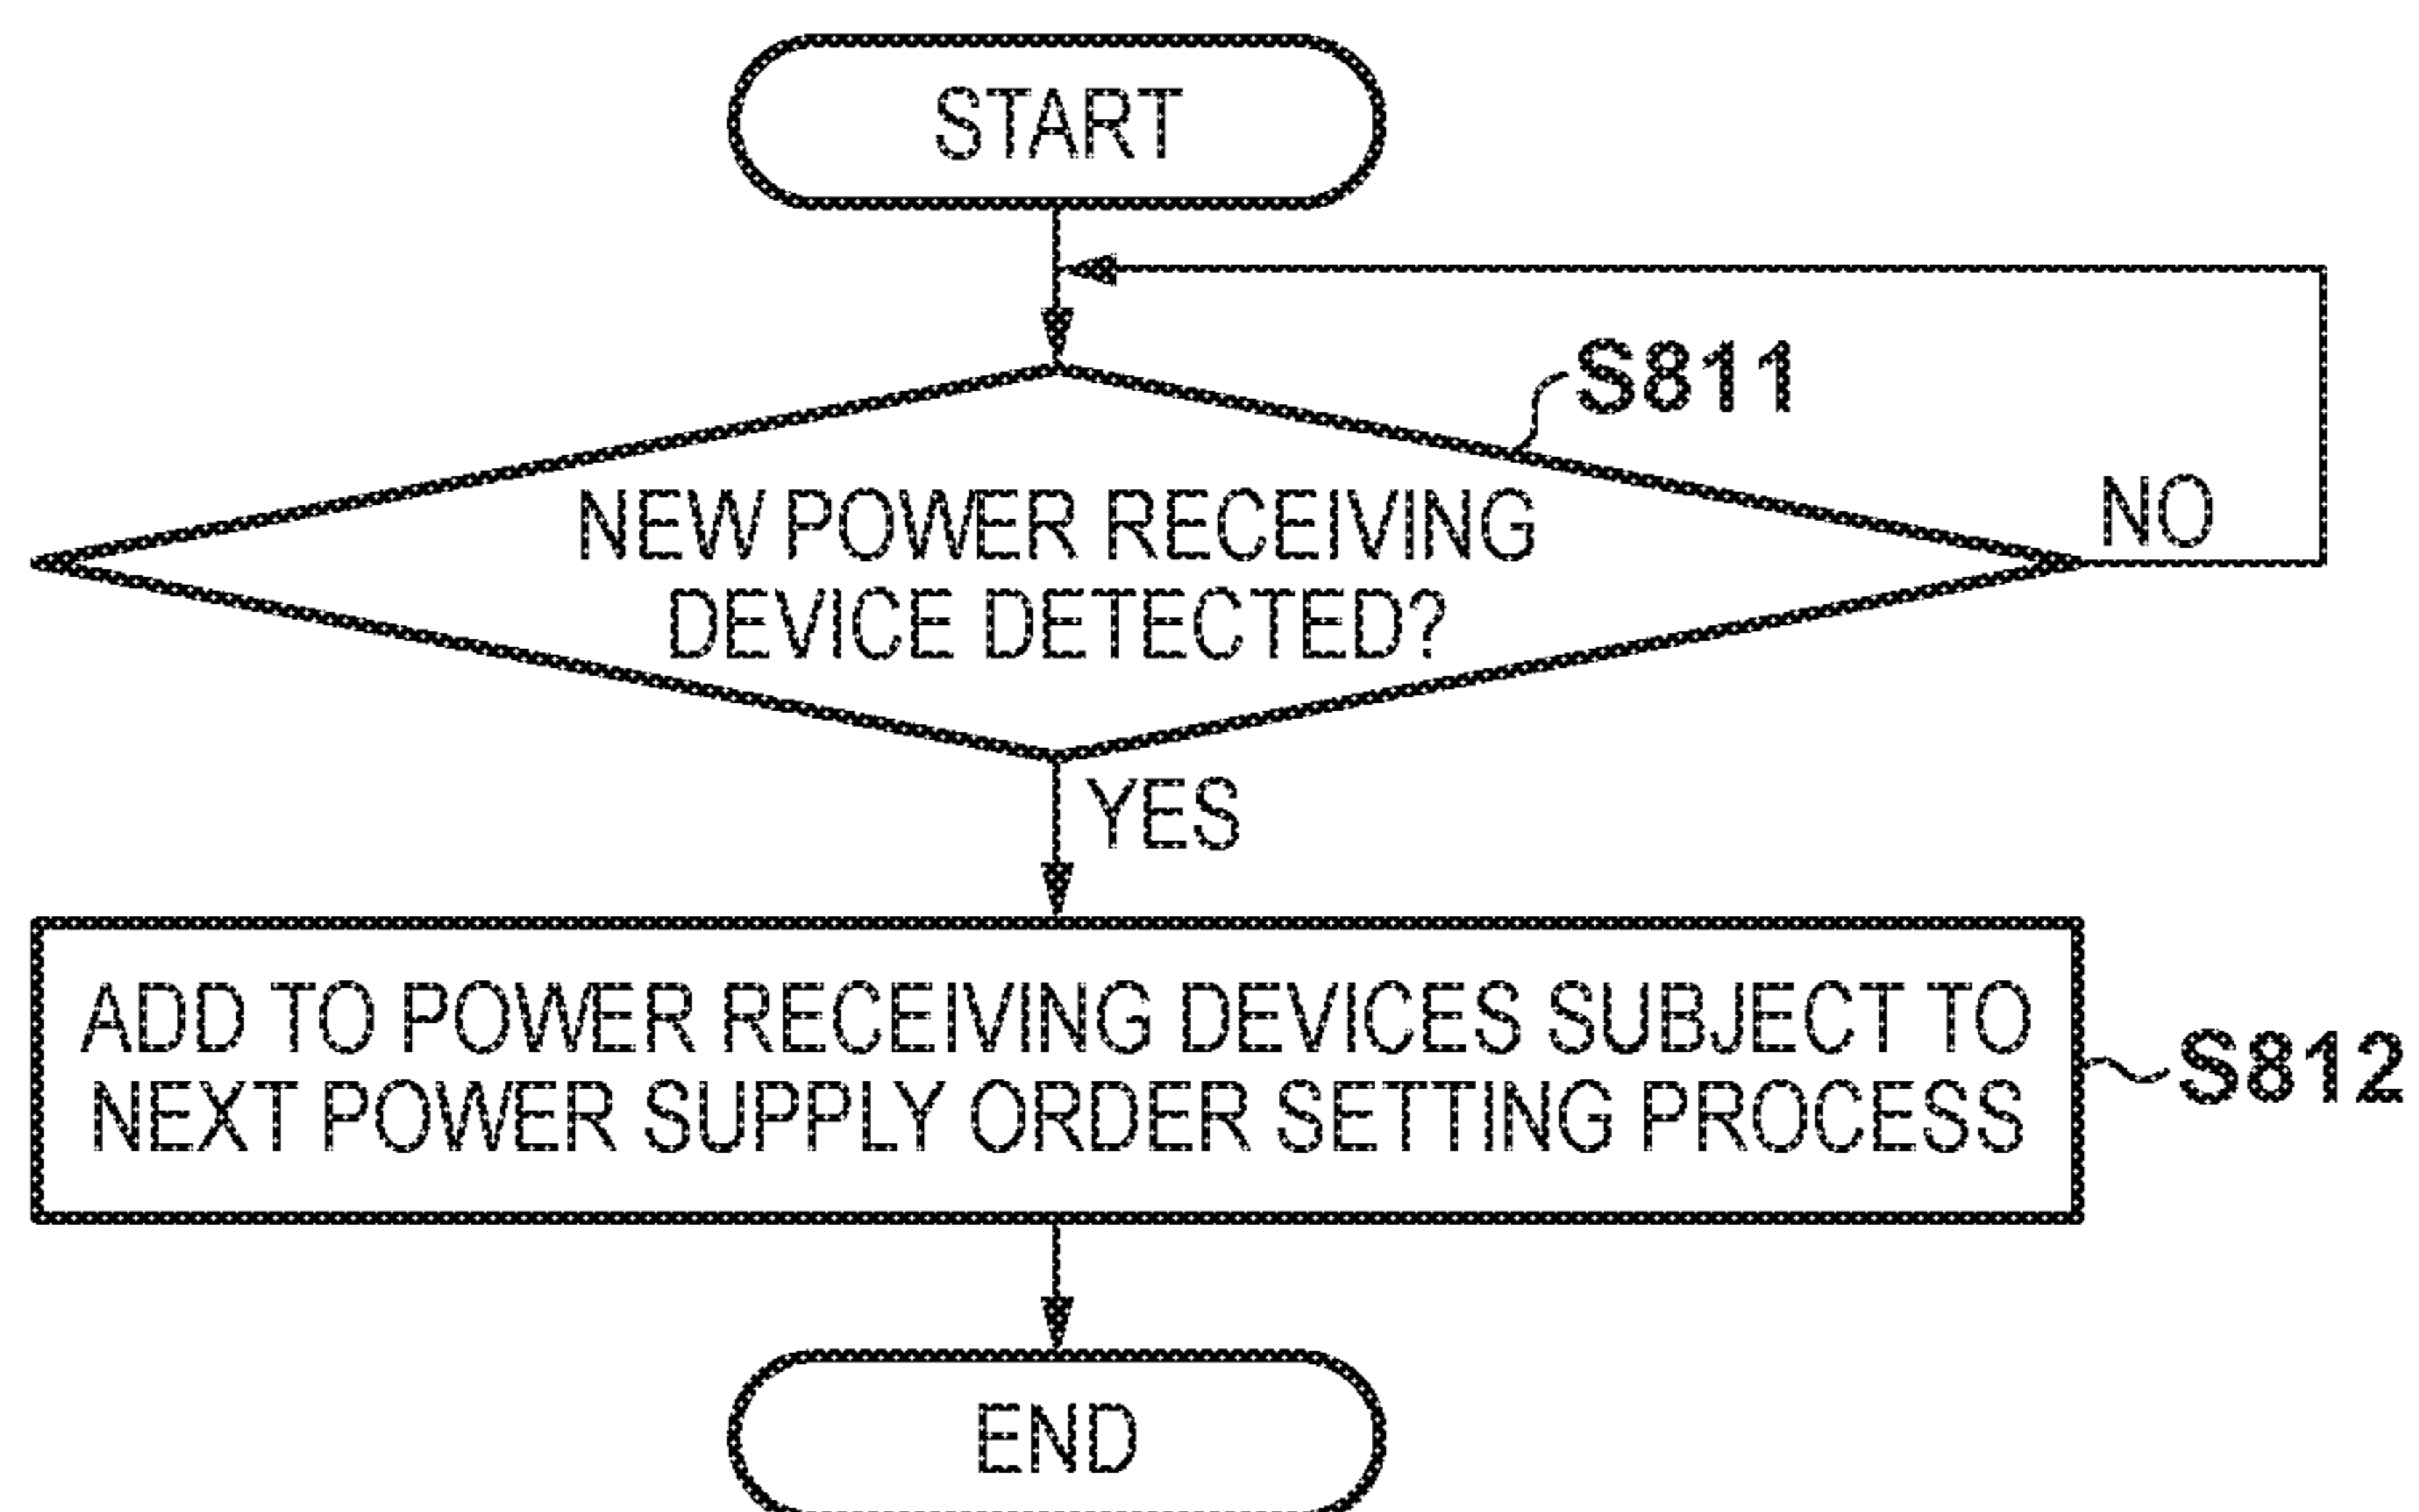 START
S811
NEW POWER RECEIVING
DEVICE DETECTED?
NO
YES
ADD TO POWER RECEIVING DEVICES SUBJECT TO
NEXT POWER SUPPLY ORDER SETTING PROCESS
S812
END